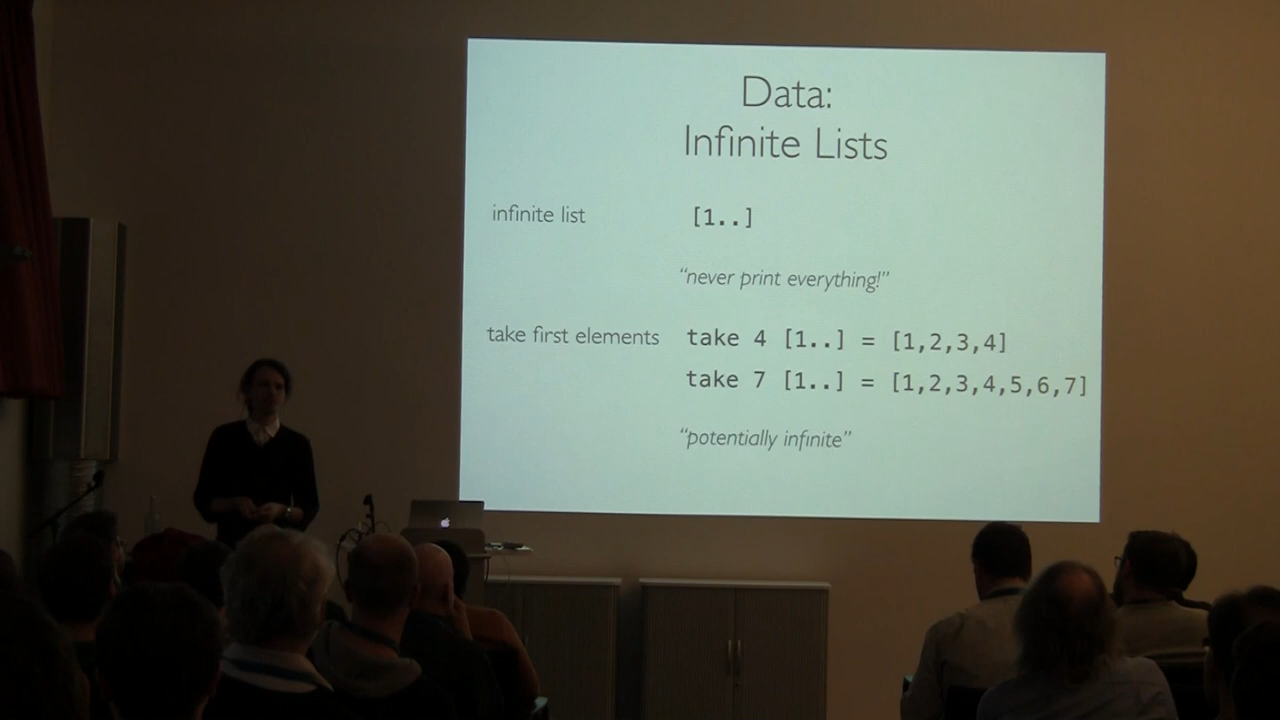 Data:
Infinite Lists
infinite list [1..]
“never print everything!”
take first elements take 4 [1..] = [1,2,3,4]
take 7 [1..] = [1,2,3,4,5,6,7]
“potentially infinite”